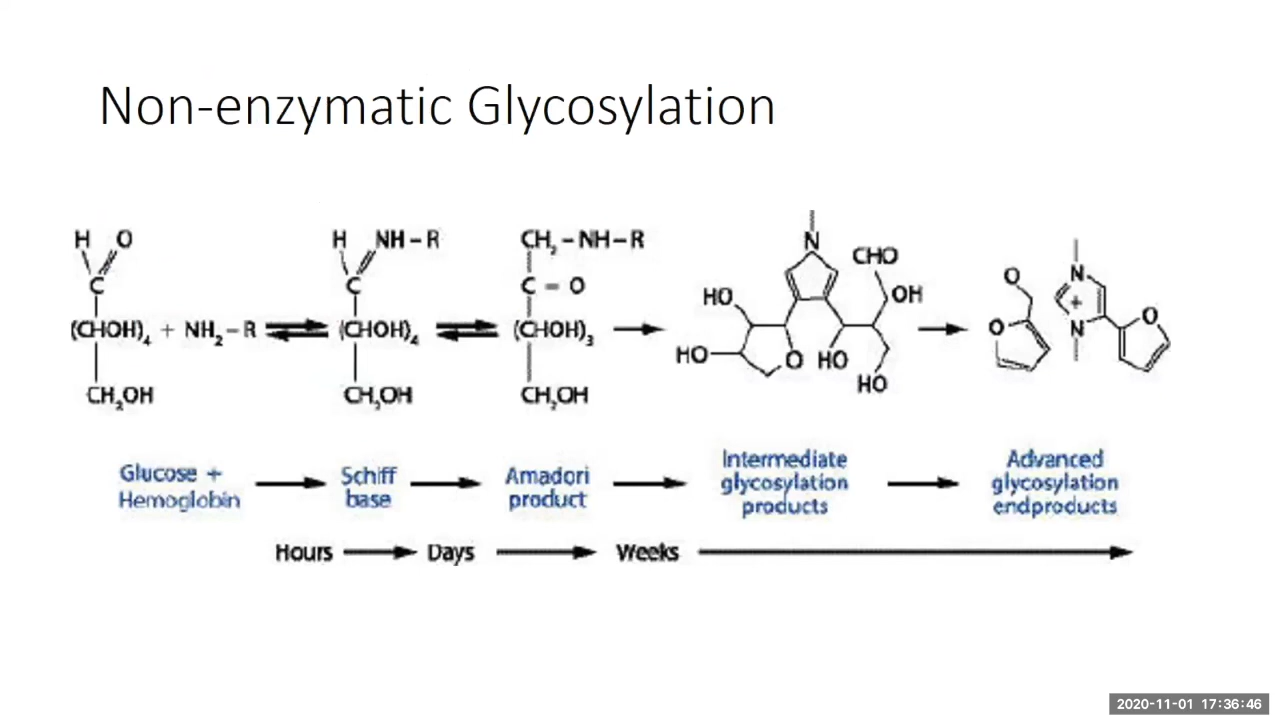 Non-enzymatic Glycosylation
H O
C
(CHOH)4 + NH2-R
CH2OH
H NH-R
C
(CHOH)4
CH2OH
CH2-NH-R
C=O
(CHOH)3
CH2OH
N
CHO
HO
OH
HO
O
HO
HO
O
O
N
+
N
O
Glucose +
Hemoglobin
Schiff
base
Amadori
product
Intermediate
glycosylation
products
Advanced
glycosylation
endproducts
Hours Days Weeks
2020-11-01 17:36:46